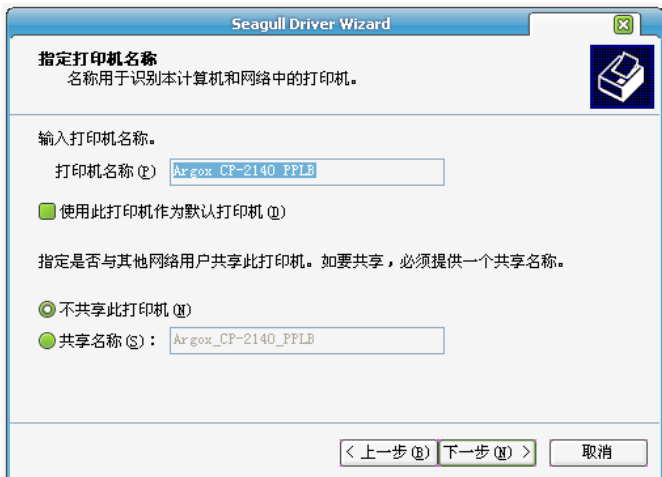 Seagull Driver Wizard
指定打印机名称
名称用于识别本计算机和网络中的打印机。
输入打印机名称。
打印机名称(P) Argox CP-2140 PPLB
使用此打印机作为默认打印机(D)
指定是否与其他网络用户共享此打印机。如要共享，必须提供一个共享名称。
不共享此打印机(N)
共享名称(S)： Argox_CP-2140_PPLB
< 上一步(B) 下一步(N) > 取消